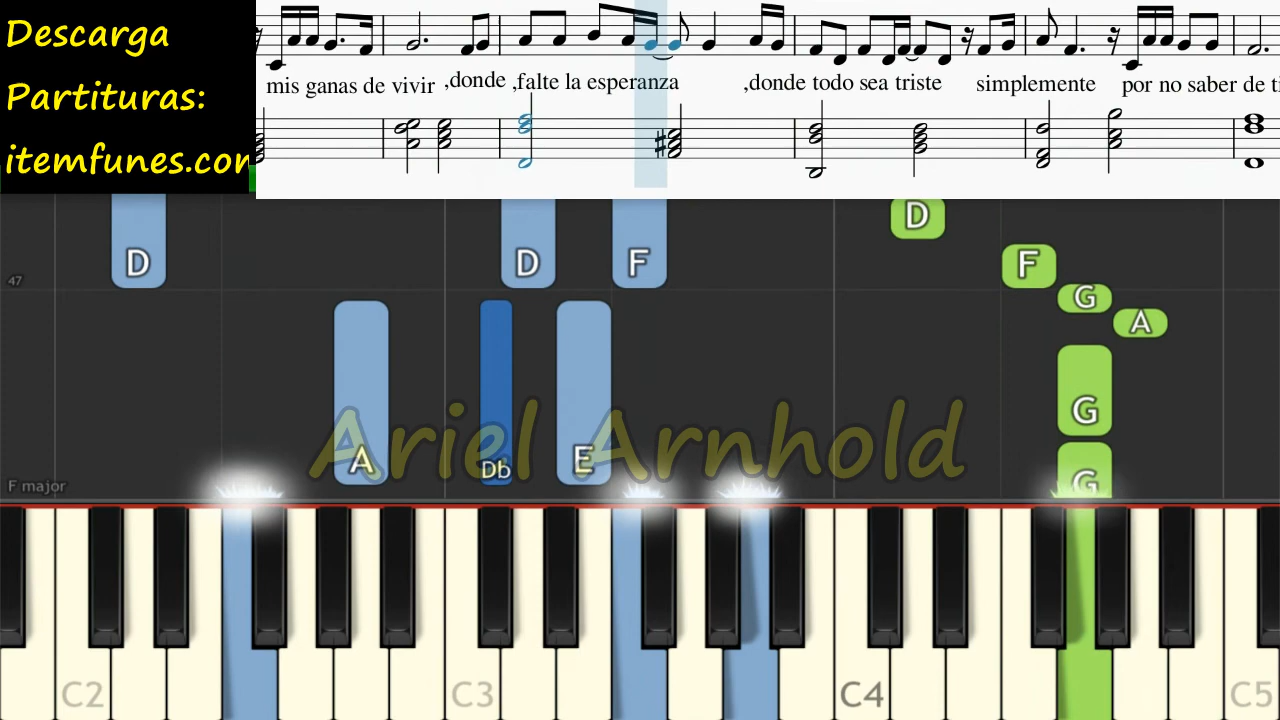 Descarga
Partituras:
itemfunes.com
mis ganas de vivir ,donde ,falte la esperanza ,donde todo sea triste simplemente por no saber de ti
D D F D
47
F
G
A
G
A Db E G
Ariel Arnhold
F major
C2 C3 C4 C5